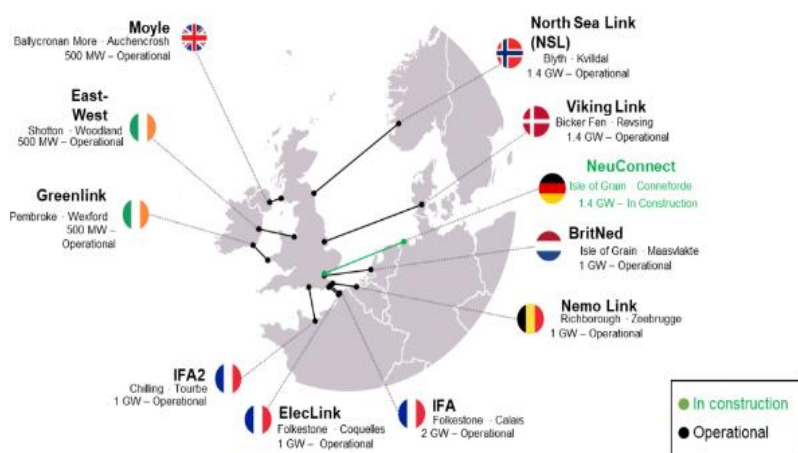 Moyle
Ballycronan More · Auchencrosh
500 MW – Operational
North Sea Link
(NSL)
Blyth · Kvilldal
1.4 GW – Operational
East-
West
Shotton · Woodland
500 MW – Operational
Viking Link
Bicker Fen · Revsing
1.4 GW – Operational
NeuConnect
Isle of Grain · Conneforde
1.4 GW – In Construction
Greenlink
Pembroke · Wexford
500 MW –
Operational
BritNed
Isle of Grain · Maasvlakte
1 GW – Operational
Nemo Link
Richborough · Zeebrugge
1 GW – Operational
IFA2
Chilling · Tourbe
1 GW – Operational
ElecLink
Folkestone · Coquelles
1 GW – Operational
IFA
Folkestone · Calais
2 GW – Operational
In construction
Operational